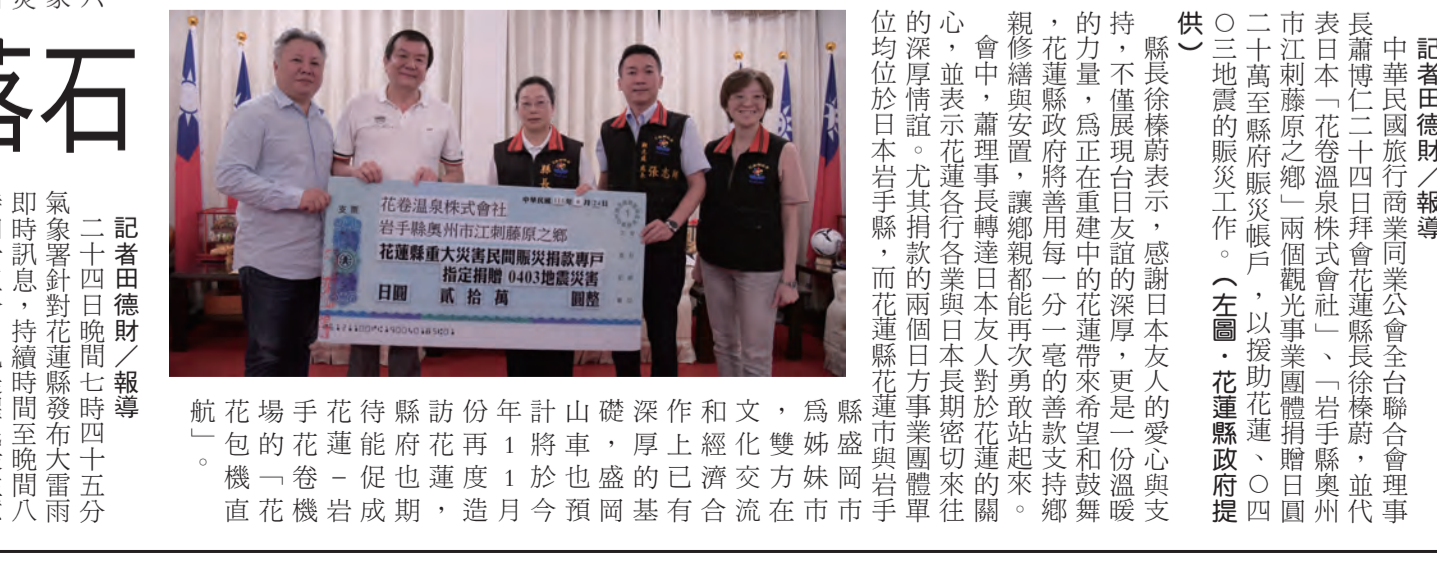 記者田德財／報導
中華民國旅行商業同業公會全台聯合會理事
長蕭博仁二十四日拜會花蓮縣長徐榛蔚，並代
表日本「花卷溫泉株式會社」、「岩手縣奧州
市江刺藤原之鄉」兩個觀光事業團體捐贈日圓
二十萬至縣府賑災帳戶，以援助花蓮、○四
○三地震的賑災工作。（左圖．花蓮縣政府提
供）
縣長徐榛蔚表示，感謝日本友人的愛心與支
持，不僅展現台日友誼的深厚，更是一份溫暖
的力量，爲正在重建中的花蓮帶來希望和鼓舞
，花蓮縣政府將善用每一分一毫的善款支持鄉
親修繕與安置，讓鄉親都能再次勇敢站起來。
會中，蕭理事長轉達日本友人對於花蓮的關
心，並表示花蓮各行各業與日本長期密切來往
的深厚情誼。尤其捐款的兩個日方事業團體單
位均位於日本岩手縣，而花蓮縣花蓮市與岩手
縣盛岡市
爲姊妹市
，雙方在
文化交流
和經濟合
作上已有
深厚的基
礎，盛岡
山車也預
計將於今
年11月
份再度造
訪花蓮，
縣府也期
待能促成
花蓮－岩
手花卷機
場的「花
花包機直
航」。
支票
花卷溫泉株式會社
岩手縣奧州市江刺藤原之鄉
花蓮縣重大災害民間賑災捐款專戶
指定捐贈 0403地震災害
日圓 貳拾萬 圓整
縣長
張志
落石
記者田德財／報導
二十四日晚間七時四十五分
氣象署針對花蓮縣發布大雷雨
即時訊息，持續時間至晚間八